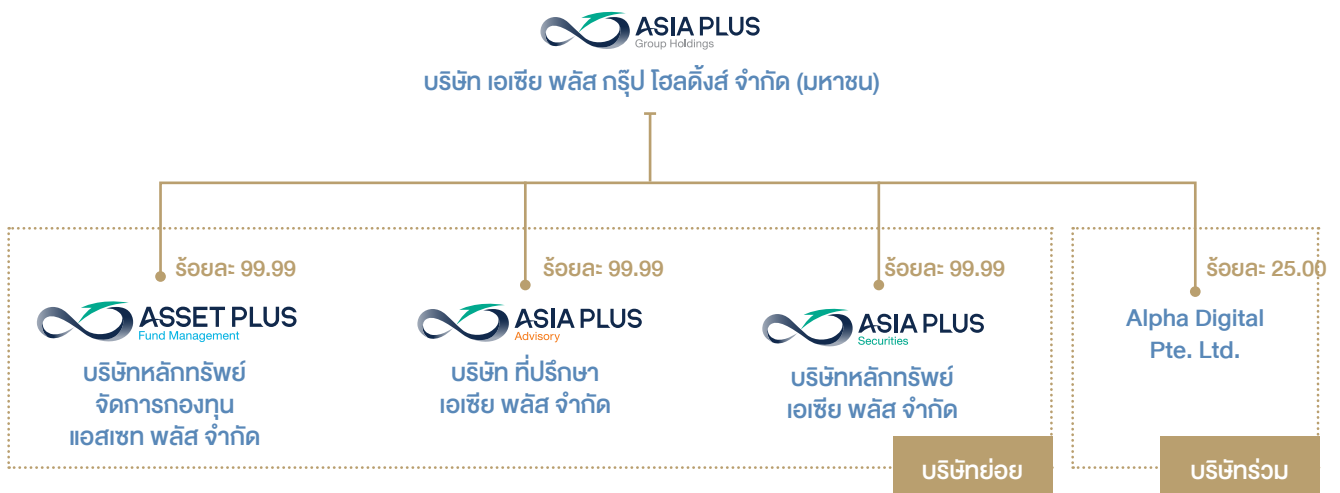 ASIA PLUS
Group Holdings
บริษัท เอเซีย พลัส กรุ๊ป โฮลดิ้งส์ จำกัด (มหาชน)
ร้อยละ 99.99
ร้อยละ 99.99
ร้อยละ 99.99
ร้อยละ 25.00
ASSET PLUS
Fund Management
บริษัทหลักทรัพย์
จัดการกองทุน
แอสเซท พลัส จำกัด
ASIA PLUS
Advisory
บริษัท ที่ปรึกษา
เอเซีย พลัส จำกัด
ASIA PLUS
Securities
บริษัทหลักทรัพย์
เอเซีย พลัส จำกัด
Alpha Digital
Pte. Ltd.
บริษัทย่อย
บริษัทร่วม